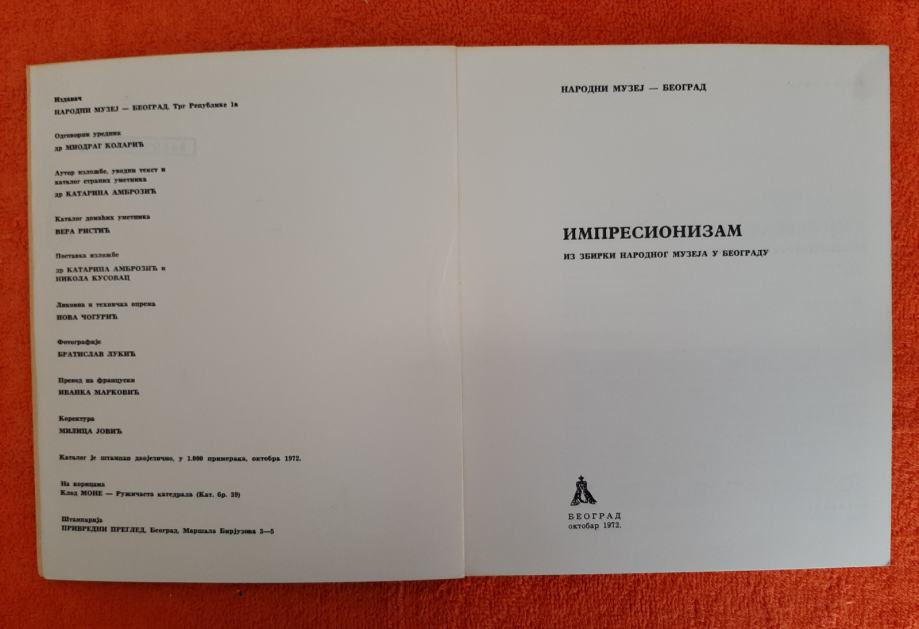 Издавач
НАРОДНИ МУЗЕЈ — БЕОГРАД, Трг Републике 1а
Одговорни уредник
др МИОДРАГ КОЛАРИЋ
Аутор изложбе, уводни текст и
каталог страних уметника
др КАТАРИНА АМБРОЗИЋ
Каталог домаћих уметника
ВЕРА РИСТИЋ
Поставка изложбе
др КАТАРИНА АМБРОЗИЋ и
НИКОЛА КУСОВАЦ
Ликовна и техничка опрема
НОВА ЧОГУРИЋ
Фотографије
БРАТИСЛАВ ЛУКИЋ
Превод на француски
ИВАНКА МАРКОВИЋ
Коректура
МИЛИЦА ЈОВИЋ
Каталог је штампан двојезично, у 1.000 примерака, октобра 1972.
На корицама
Клод МОНЕ — Ружичаста катедрала (Кат. бр. 59)
Штампарија
ПРИВРЕДНИ ПРЕГЛЕД, Београд, Маршала Бирјузова 3—5
НАРОДНИ МУЗЕЈ — БЕОГРАД
ИМПРЕСИОНИЗАМ
ИЗ ЗБИРКИ НАРОДНОГ МУЗЕЈА У БЕОГРАДУ
БЕОГРАД
октобар 1972.